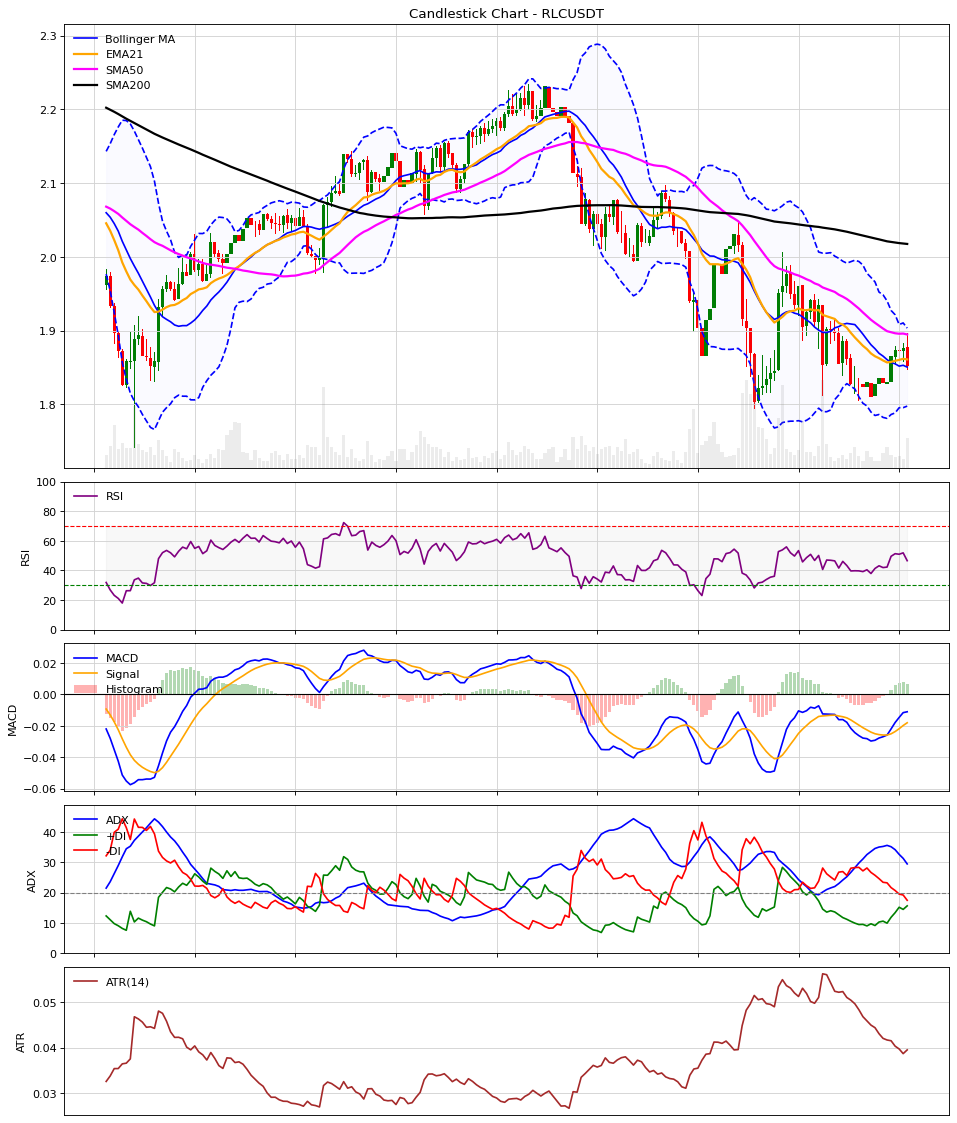 Candlestick Chart - RLCUSDT
Bollinger MA
EMA21
SMA50
SMA200
2.3
2.2
2.1
2.0
1.9
1.8
RSI
RSI
100
80
60
40
20
0
MACD
Signal
Histogram
MACD
0.02
0.00
−0.02
−0.04
−0.06
ADX
+DI
-DI
ADX
40
30
20
10
0
ATR(14)
ATR
0.05
0.04
0.03